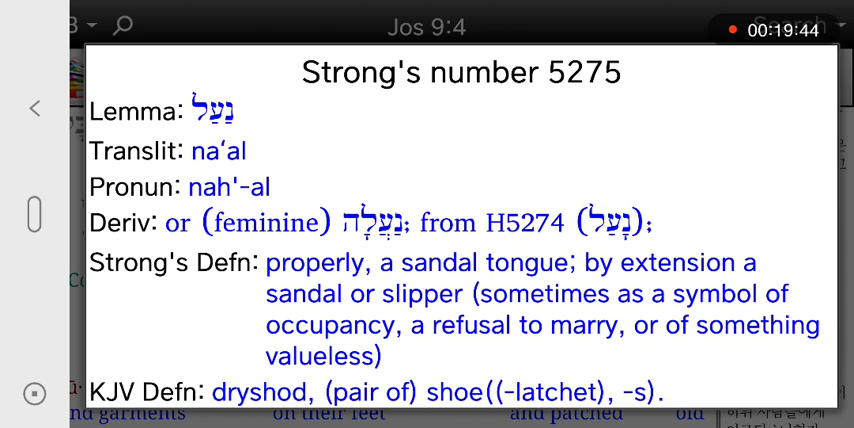 Jos 9:4
Search
00:19:44
Strong's number 5275
Lemma: נַעַל
Translit: na‘al
Pronun: nah'-al
Deriv: or (feminine) נַעֲלָה; from H5274 (נָעַל);
Strong's Defn: properly, a sandal tongue; by extension a
sandal or slipper (sometimes as a symbol of
occupancy, a refusal to marry, or of something
valueless)
KJV Defn: dryshod, (pair of) shoe((-latchet), -s).
garments on their feet and patched old